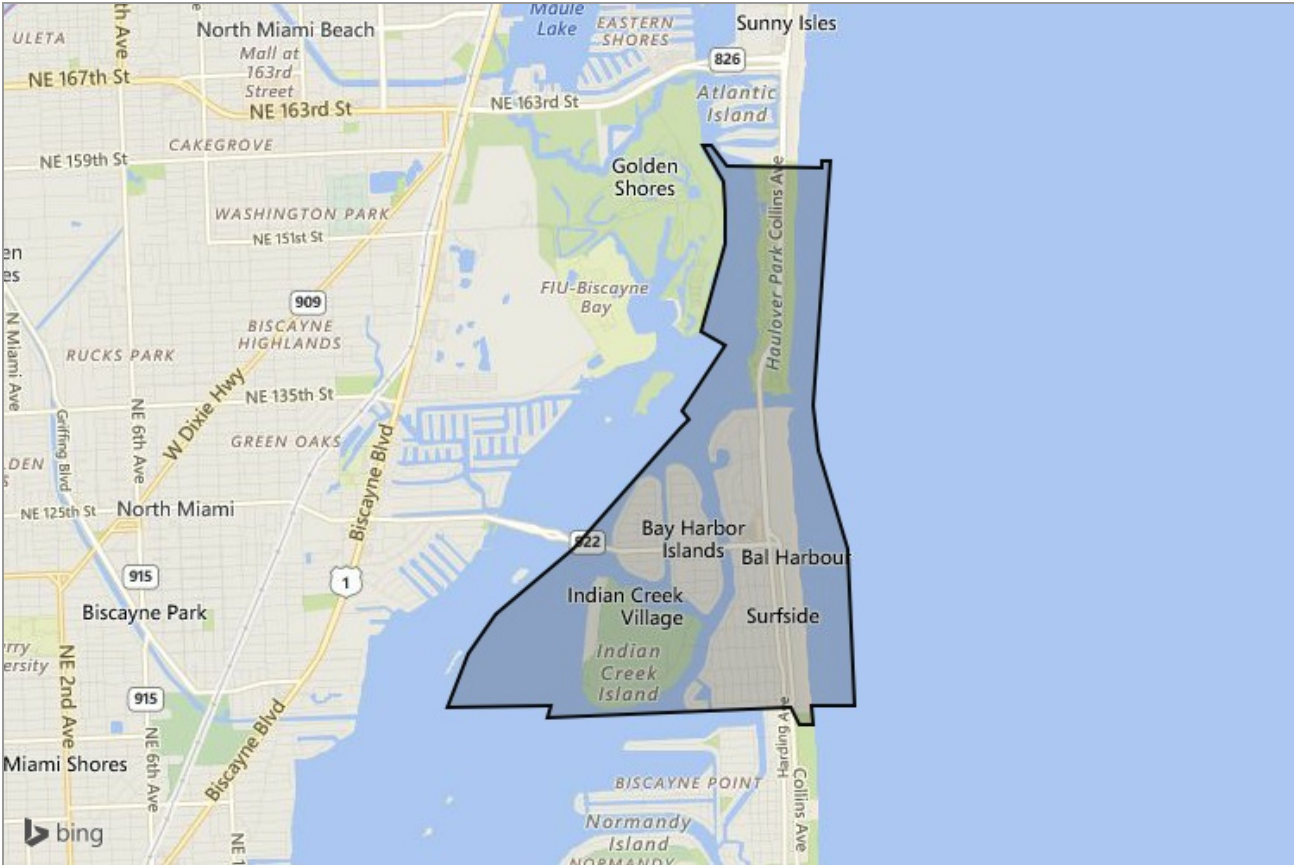 Maule
Lake
EASTERN
SHORES
Sunny Isles
North Miami Beach
ULETA
Mall at
163rd
Street
826
NE 167th St
NE 163rd St
NE 163rd St
Atlantic
Island
CAKEGROVE
NE 159th St
Golden
Shores
WASHINGTON PARK
NE 151st St
Collins Ave
Haulover Park
FIU-Biscayne
Bay
909
BISCAYNE
HIGHLANDS
N Miami Ave
RUCKS PARK
W Dixie Hwy
NE 135th St
NE 6th Ave
Griffing Blvd
GREEN OAKS
Biscayne Blvd
NE 125th St
North Miami
922
Bay Harbor
Islands
Bal Harbour
915
1
Biscayne Park
Indian Creek
Village
Surfside
Indian
Creek
Island
NE 2nd Ave
915
Harding Ave
NE 6th Ave
Biscayne Blvd
Miami Shores
BISCAYNE POINT
Collins Ave
Normandy
Island
NORMANDY
bing